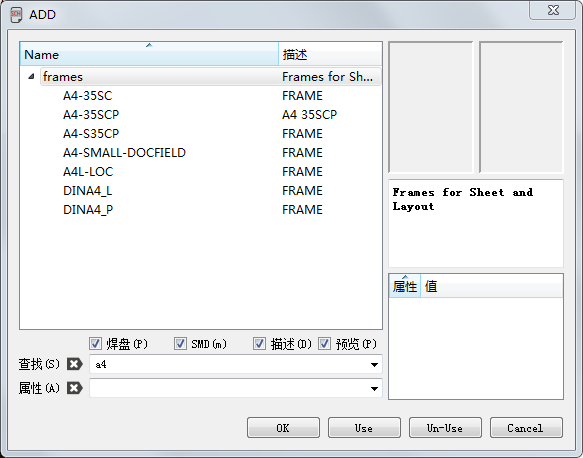 ADD
Name 描述
frames Frames for Sh...
A4-35SC FRAME
A4-35SCP A4 35SCP
A4-S35CP FRAME
A4-SMALL-DOCFIELD FRAME
A4L-LOC FRAME
DINA4_L FRAME
DINA4_P FRAME
Frames for Sheet and
Layout
属性 值
焊盘(P) SMD(m) 描述(D) 预览(P)
查找(S) a4
属性(A)
OK Use Un-Use Cancel